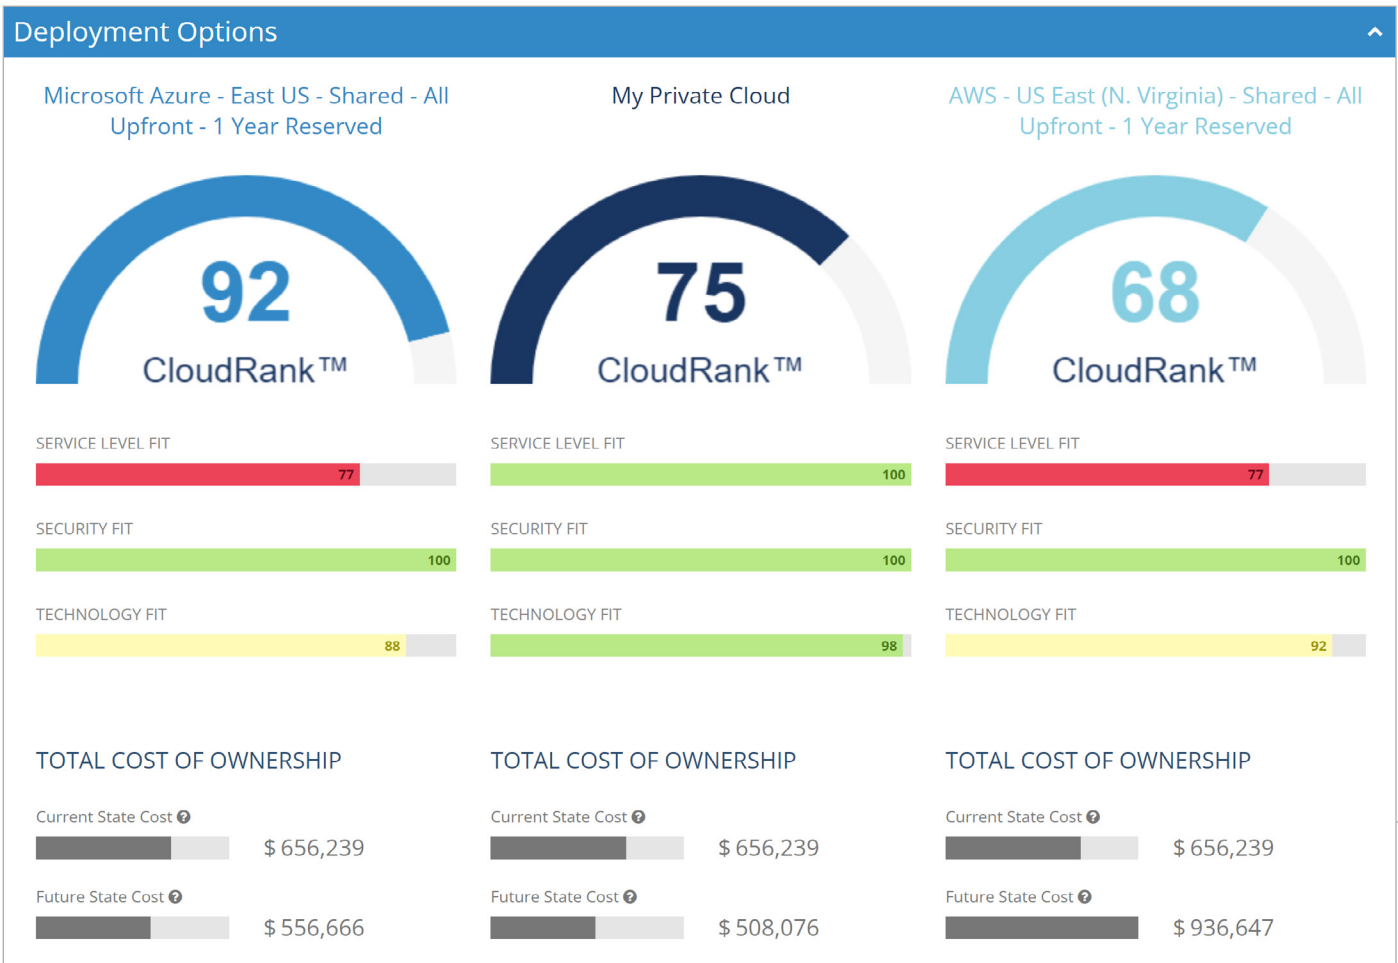 Deployment Options
Microsoft Azure - East US - Shared - All
Upfront - 1 Year Reserved
92
CloudRank™
SERVICE LEVEL FIT
77
SECURITY FIT
100
TECHNOLOGY FIT
88
TOTAL COST OF OWNERSHIP
Current State Cost ?
$ 656,239
Future State Cost ?
$ 556,666
My Private Cloud
75
CloudRank™
SERVICE LEVEL FIT
100
SECURITY FIT
100
TECHNOLOGY FIT
98
TOTAL COST OF OWNERSHIP
Current State Cost ?
$ 656,239
Future State Cost ?
$ 508,076
AWS - US East (N. Virginia) - Shared - All
Upfront - 1 Year Reserved
68
CloudRank™
SERVICE LEVEL FIT
77
SECURITY FIT
100
TECHNOLOGY FIT
92
TOTAL COST OF OWNERSHIP
Current State Cost ?
$ 656,239
Future State Cost ?
$ 936,647